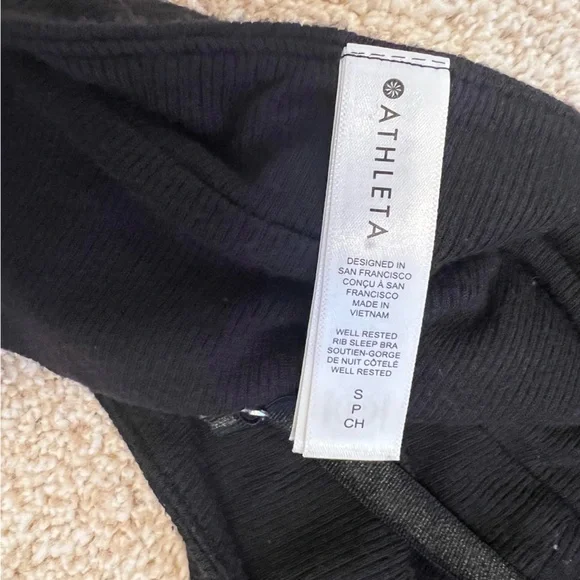 ATHLETA
DESIGNED IN
SAN FRANCISCO
CONÇU À SAN
FRANCISCO
MADE IN
VIETNAM
WELL RESTED
RIB SLEEP BRA
SOUTIEN-GORGE
DE NUIT CÔTELÉ
WELL RESTED
S
P
CH